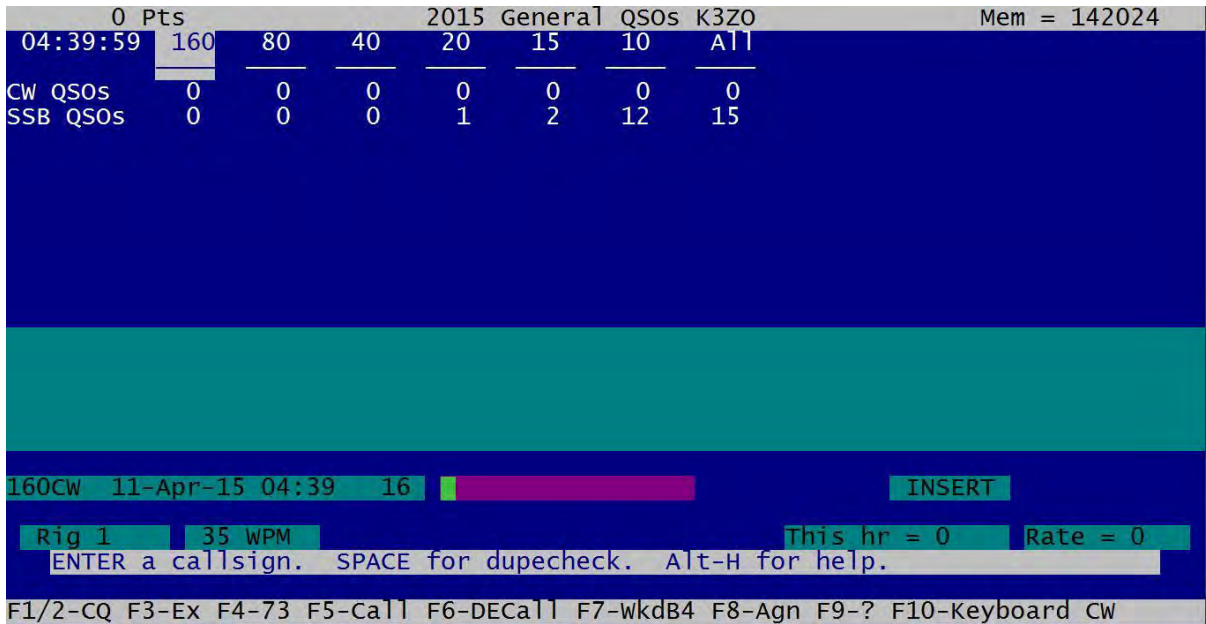 0 Pts 2015 General QSOs K3ZO Mem = 142024
04:39:59 160 80 40 20 15 10 All
CW QSOs 0 0 0 0 0 0 0
SSB QSOs 0 0 0 1 2 12 15
160CW 11-Apr-15 04:39 16 INSERT
Rig 1 35 WPM This hr = 0 Rate = 0
ENTER a callsign. SPACE for dupecheck. Alt-H for help.
F1/2-CQ F3-Ex F4-73 F5-Call F6-DECall F7-WkdB4 F8-Agn F9-? F10-Keyboard CW